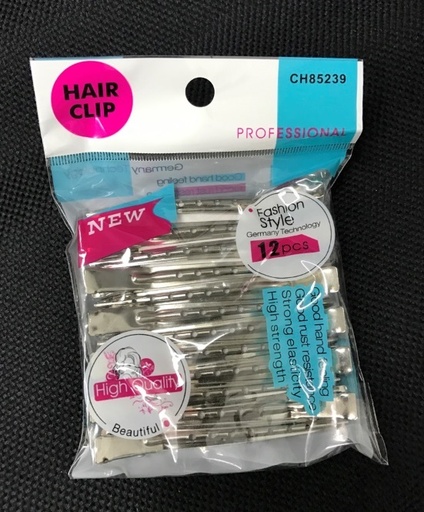 HAIR
CLIP
CH85239
PROFESSIONAL
NEW
Fashion
Style
Germany Technology
12pcs
Good hand feeling
Good rust resistance
Strong elasticity
High strength
High Quality
Beautiful